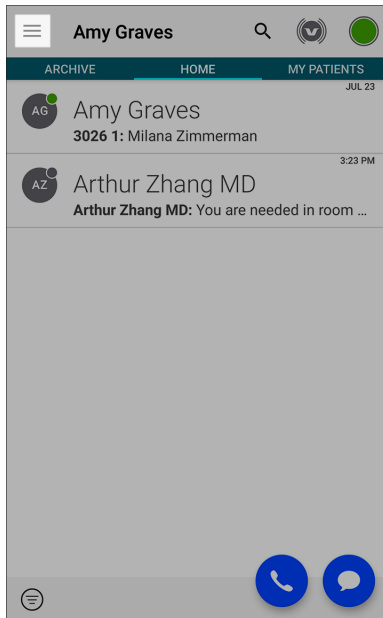 Amy Graves
ARCHIVE HOME MY PATIENTS
JUL 23
AG Amy Graves
3026 1: Milana Zimmerman
3:23 PM
AZ Arthur Zhang MD
Arthur Zhang MD: You are needed in room ...